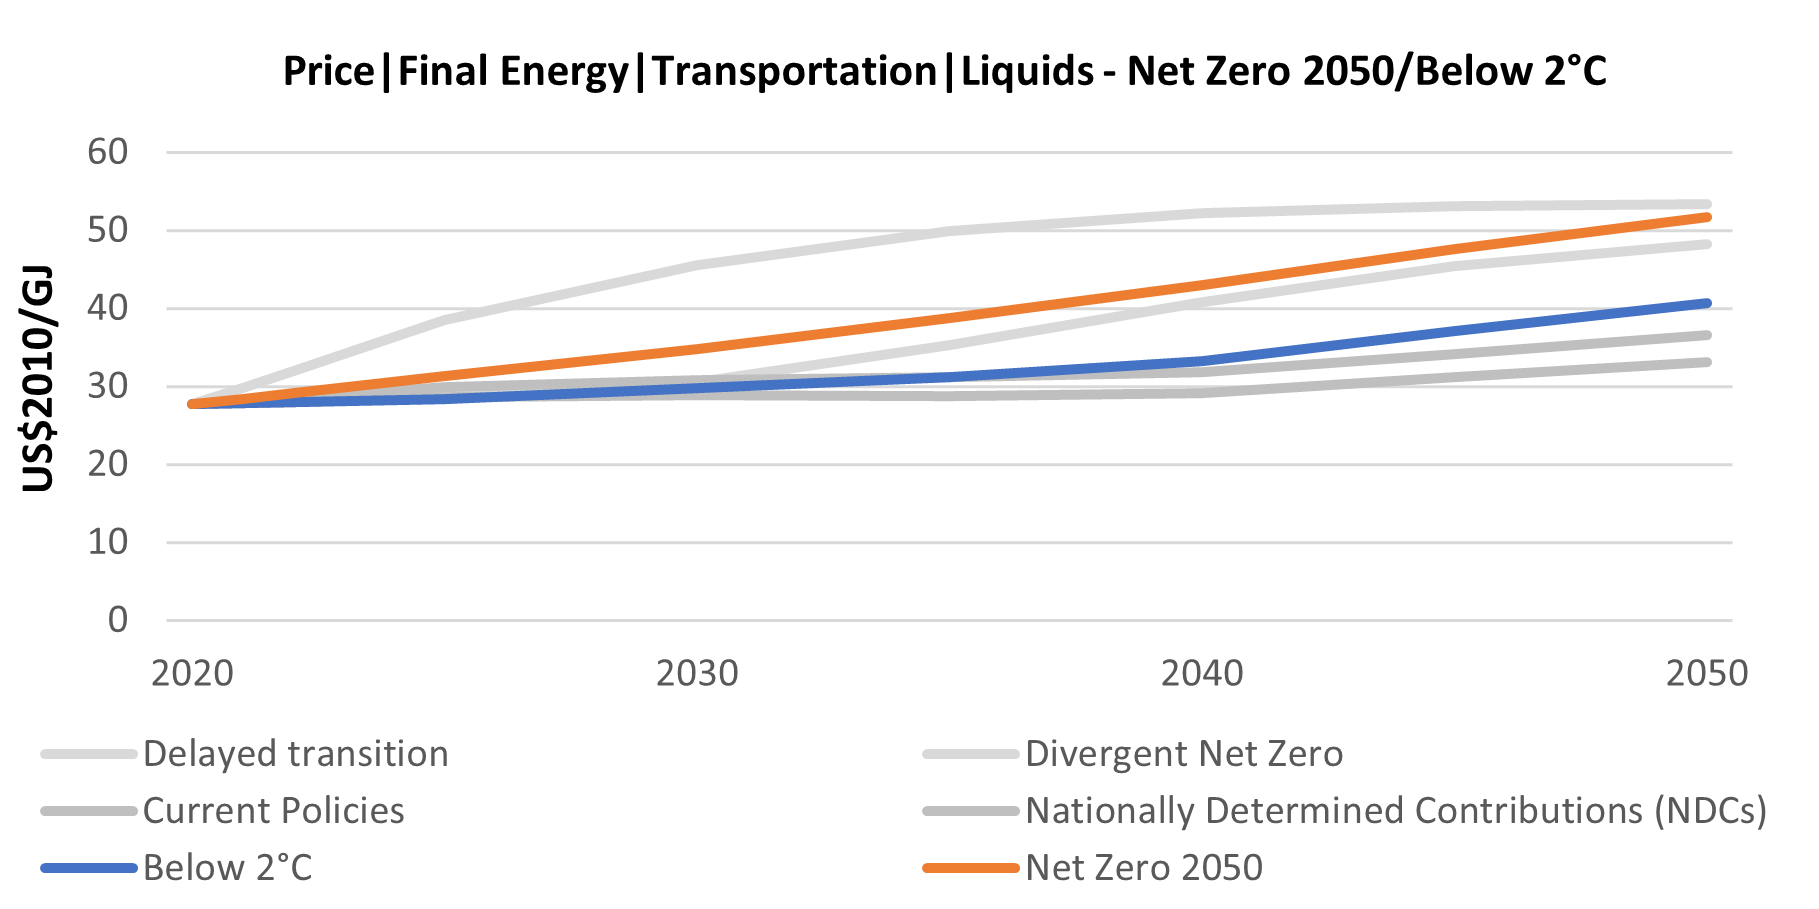 Price|Final Energy|Transportation|Liquids - Net Zero 2050/Below 2°C
US$2010/GJ
60
50
40
30
20
10
0
2020 2030 2040 2050
Delayed transition Divergent Net Zero
Current Policies Nationally Determined Contributions (NDCs)
Below 2°C Net Zero 2050